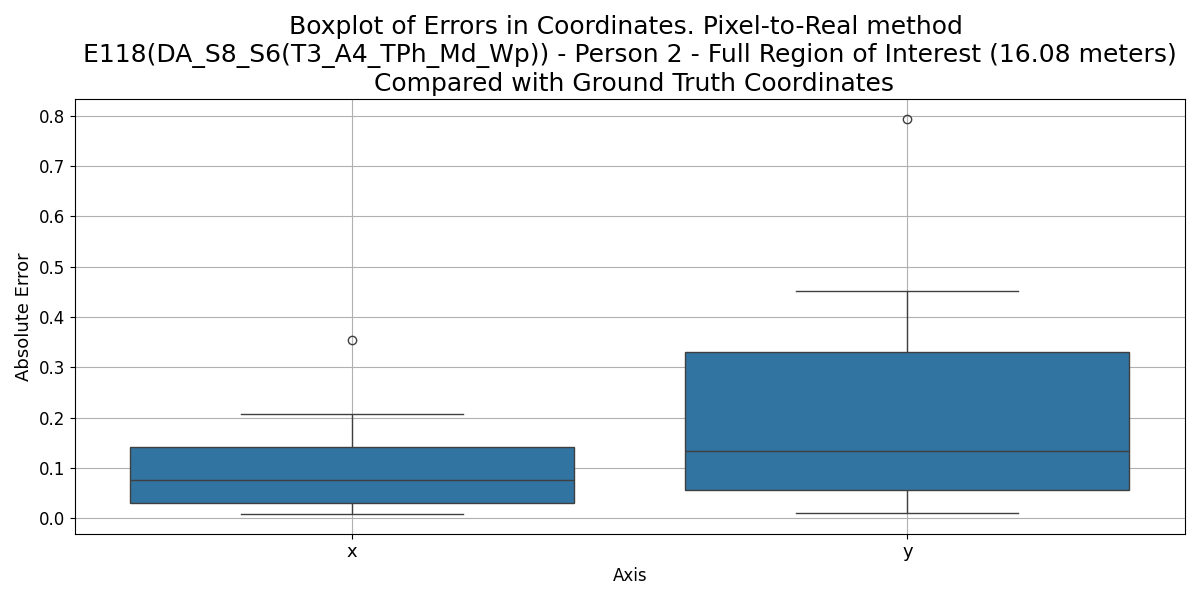 Boxplot of Errors in Coordinates. Pixel-to-Real method
E118(DA_S8_S6(T3_A4_TPh_Md_Wp)) - Person 2 - Full Region of Interest (16.08 meters)
Compared with Ground Truth Coordinates
0.8
0.7
0.6
0.5
0.4
0.3
0.2
0.1
0.0
Absolute Error
x y
Axis